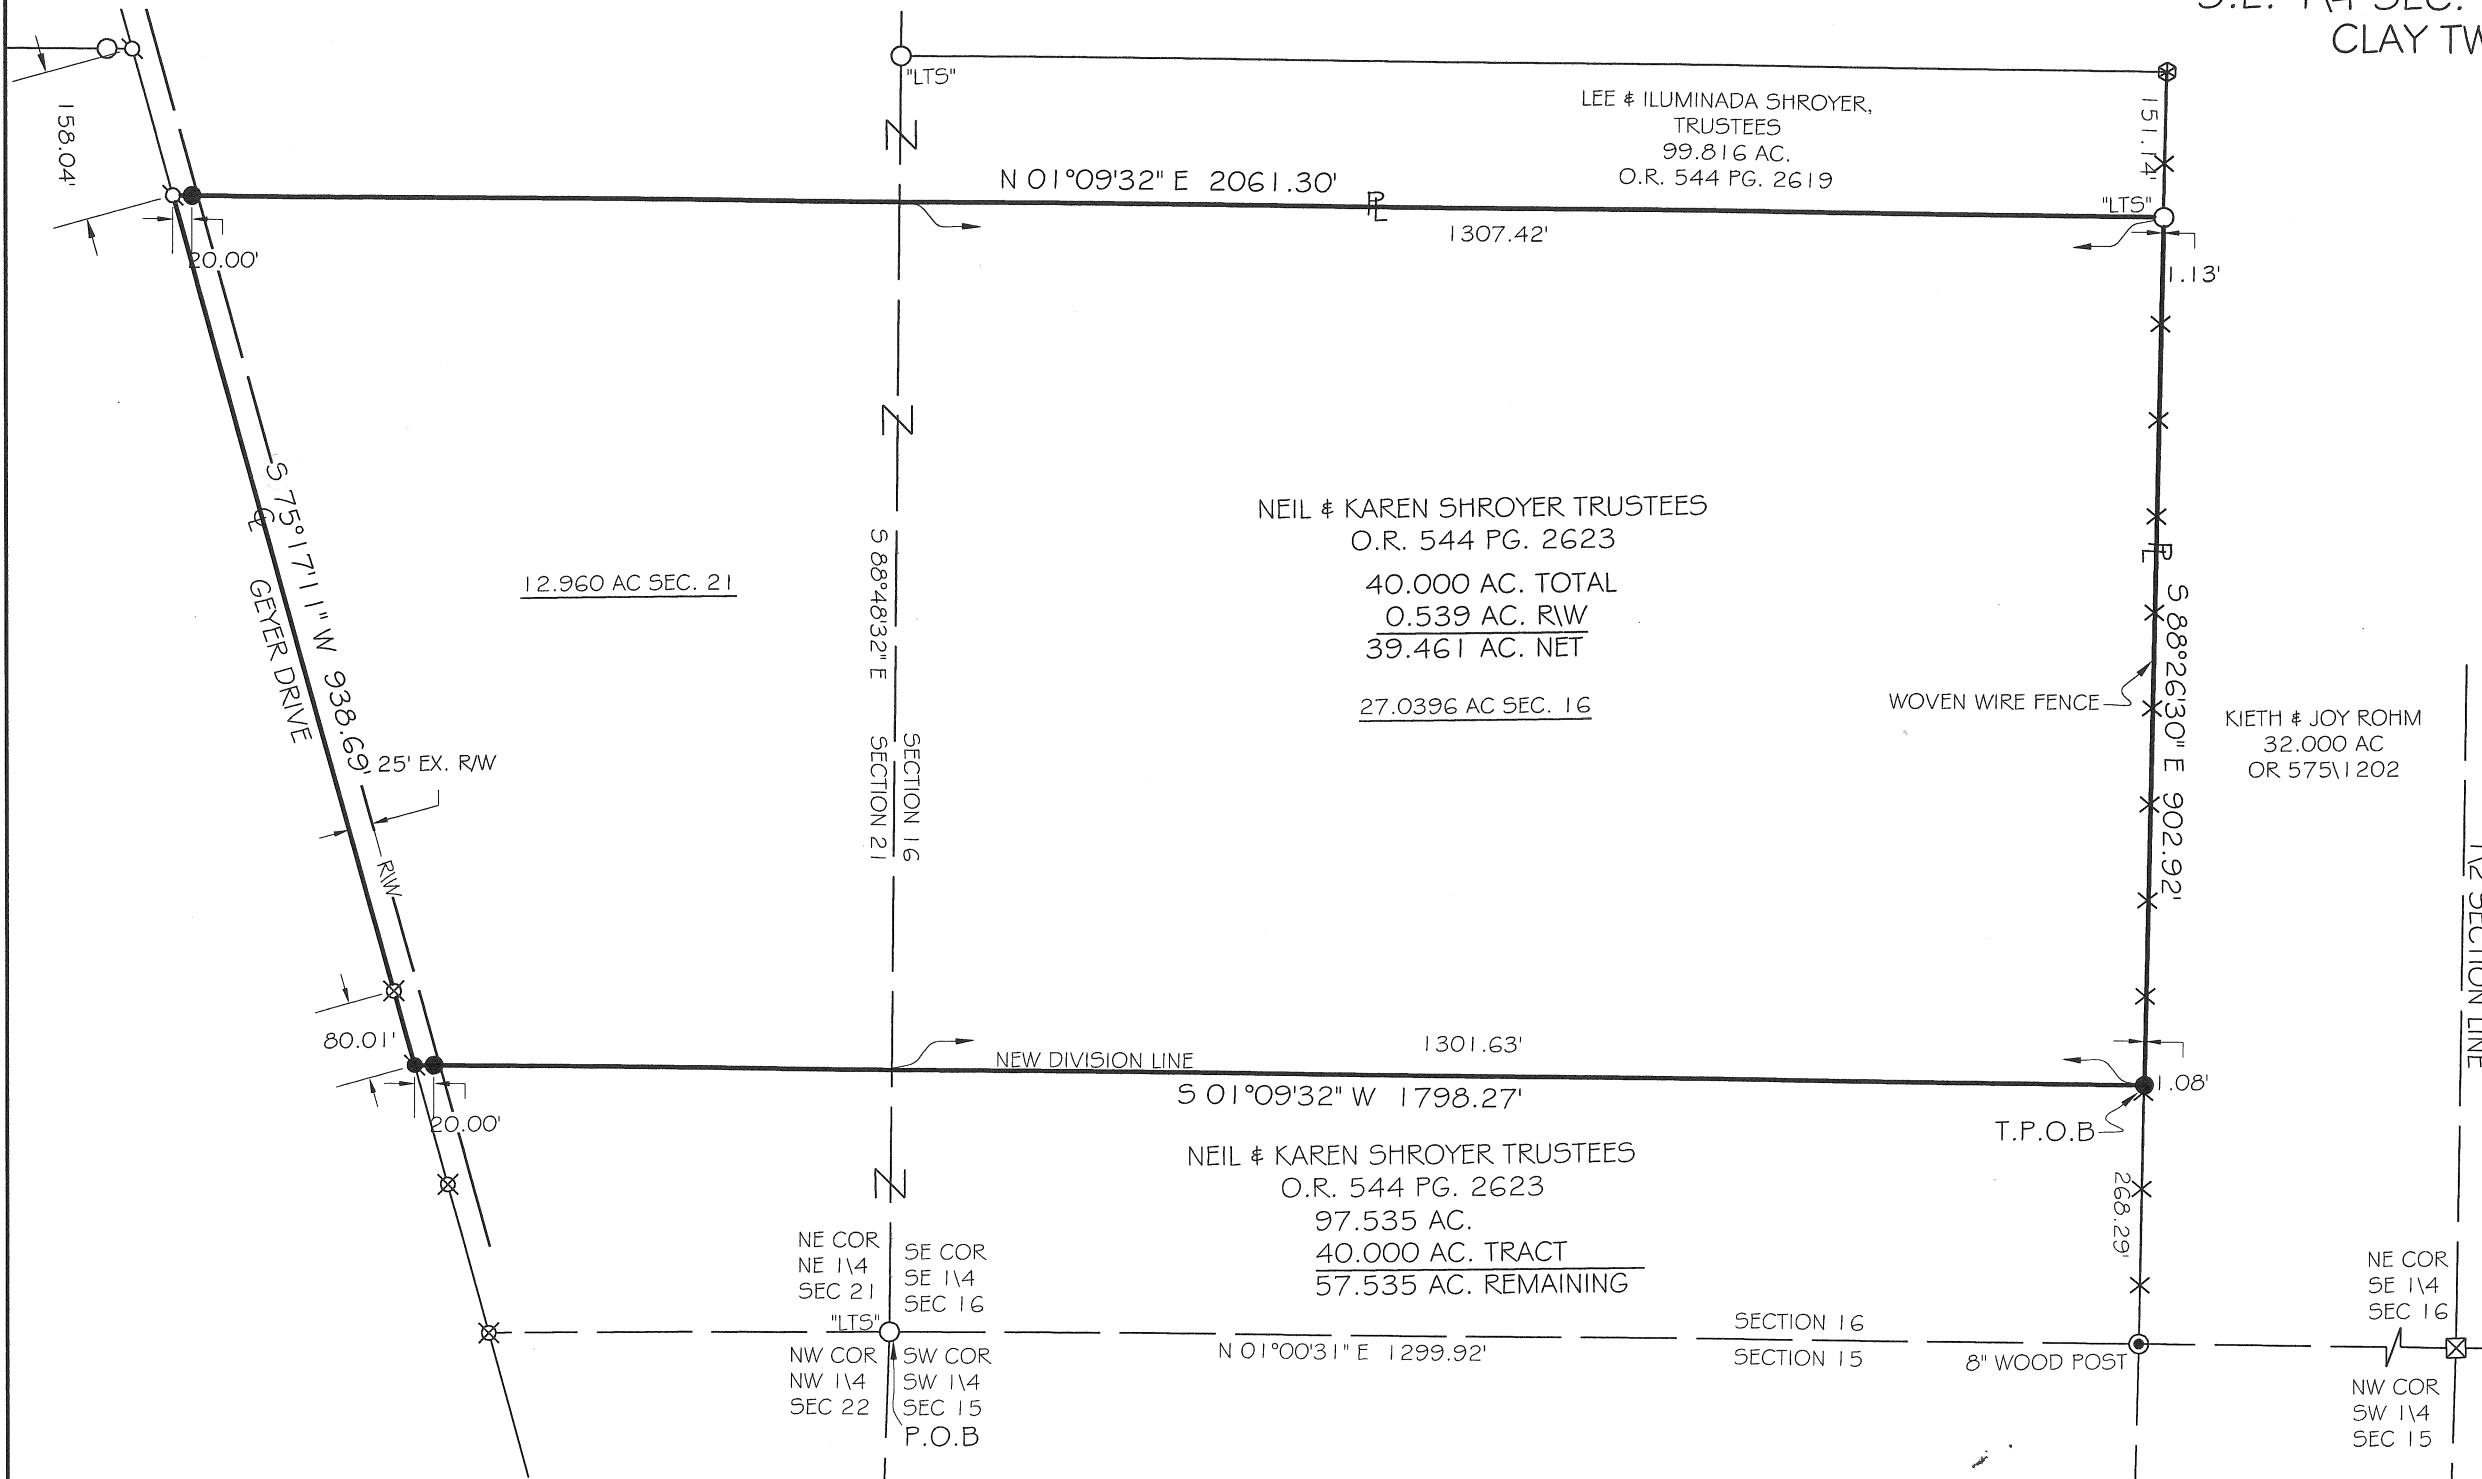 CLAY TW
"LTS"
158.04'
LEE & ILUMINADA SHROYER,
TRUSTEES
99.816 AC.
O.R. 544 PG. 2619
151.14'
N 01°09'32" E 2061.30'
PL
"LTS"
1307.42'
20.00'
1.13'
S 75°17'11" W 938.69'
CL
GEYER DRIVE
12.960 AC SEC. 21
S 88°48'32" E
NEIL & KAREN SHROYER TRUSTEES
O.R. 544 PG. 2623
40.000 AC. TOTAL
0.539 AC. R\W
39.461 AC. NET
27.0396 AC SEC. 16
PL
S 88°26'30" E 902.92'
WOVEN WIRE FENCE
KIETH & JOY ROHM
32.000 AC
OR 575\1202
25' EX. R/W
SECTION 16
SECTION 21
R\W
1\2 SECTION LINE
80.01'
NEW DIVISION LINE
1301.63'
S 01°09'32" W 1798.27'
1.08'
T.P.O.B
20.00'
NEIL & KAREN SHROYER TRUSTEES
O.R. 544 PG. 2623
97.535 AC.
40.000 AC. TRACT
57.535 AC. REMAINING
268.29'
NE COR
NE 1\4
SEC 21
SE COR
SE 1\4
SEC 16
NE COR
SE 1\4
SEC 16
"LTS"
SECTION 16
N 01°00'31" E 1299.92'
SECTION 15
8" WOOD POST
NW COR
NW 1\4
SEC 22
SW COR
SW 1\4
SEC 15
P.O.B
NW COR
SW 1\4
SEC 15